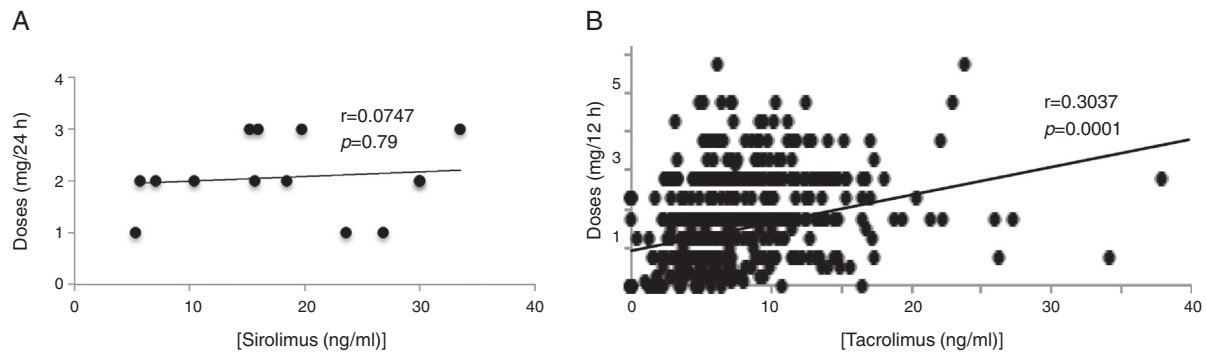 A
Doses (mg/24 h)
4
3
2
1
0
r=0.0747
p=0.79
0
10
20
30
40
[Sirolimus (ng/ml)]
B
Doses (mg/12 h)
5
3
1
r=0.3037
p=0.0001
0
10
20
30
40
[Tacrolimus (ng/ml)]